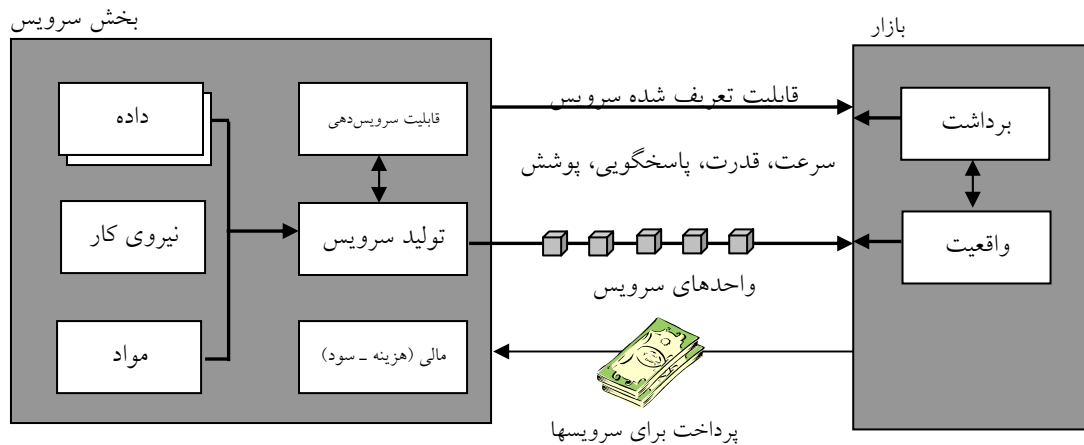 بخش سرویس
بازار
داده
نیروی کار
مواد
قابلیت سرویس‌دهی
تولید سرویس
مالی (هزینه ـ سود)
قابلیت تعریف شده سرویس
سرعت، قدرت، پاسخگویی، پوشش
واحدهای سرویس
پرداخت برای سرویسها
برداشت
واقعیت